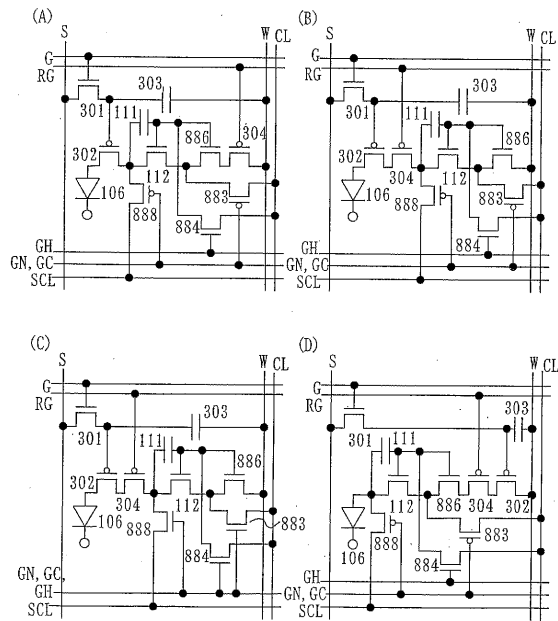 (A)
S
W CL
G
RG
303
301
111
886
304
302
112
106
883
888
884
GH
GN, GC
SCL
(B)
S
W CL
G
RG
303
301
111
886
302
304
112
883
106
888
884
GH
GN, GC
SCL
(C)
S
W CL
G
RG
303
301
111
886
302
304
112
106
888
883
884
GN, GC,
GH
SCL
(D)
S
W CL
G
RG
303
301
111
112
886
304
302
883
106
888
884
GH
GN, GC
SCL